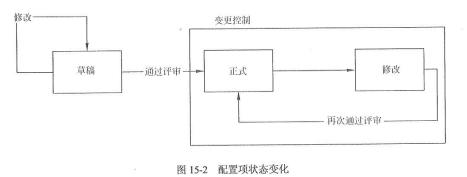 变更控制
修改
草稿
通过评审
正式
修改
再次通过评审
图 15-2 配置项状态变化